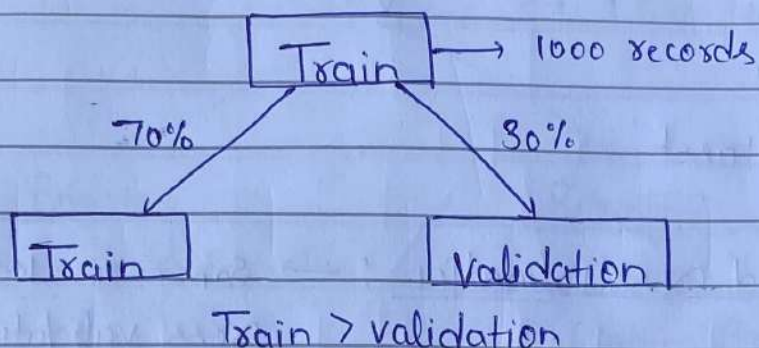 Train → 1000 records
70% 30%
Train Validation
Train > validation